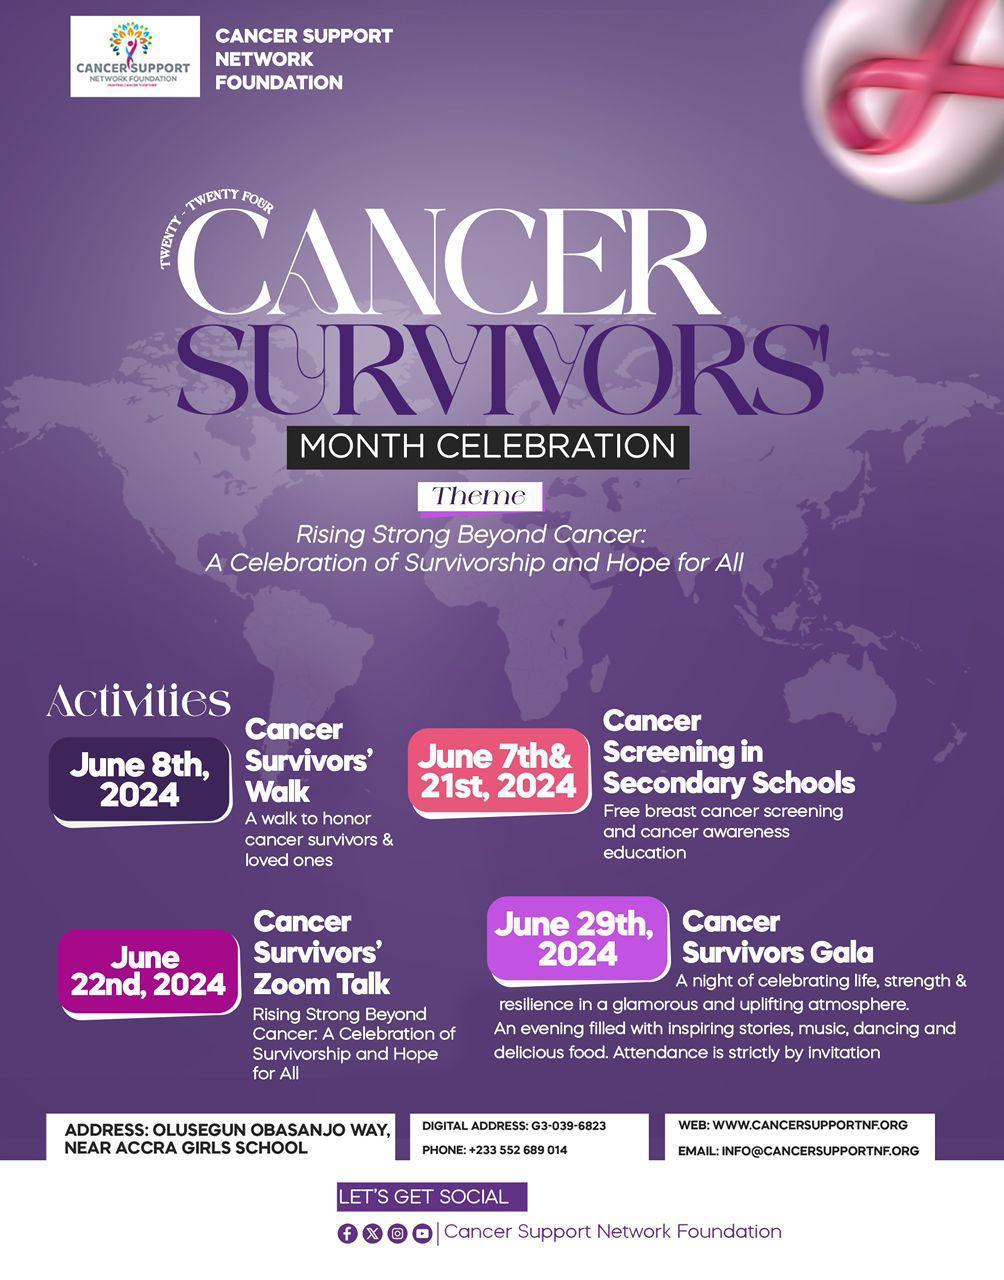 CANCER SUPPORT
NETWORK FOUNDATION
FIGHTING CANCER TOGETHER
CANCER SUPPORT
NETWORK
FOUNDATION
TWENTY - TWENTY FOUR
CANCER
SURVIVORS'
MONTH CELEBRATION
Theme
Rising Strong Beyond Cancer:
A Celebration of Survivorship and Hope for All
Activities
June 8th,
2024
Cancer
Survivors'
Walk
A walk to honor
cancer survivors &
loved ones
June 7th&
21st, 2024
Cancer
Screening in
Secondary Schools
Free breast cancer screening
and cancer awareness
education
June
22nd, 2024
Cancer
Survivors'
Zoom Talk
Rising Strong Beyond
Cancer: A Celebration of
Survivorship and Hope
for All
June 29th,
2024
Cancer
Survivors Gala
A night of celebrating life, strength &
resilience in a glamorous and uplifting atmosphere.
An evening filled with inspiring stories, music, dancing and
delicious food. Attendance is strictly by invitation
ADDRESS: OLUSEGUN OBASANJO WAY,
NEAR ACCRA GIRLS SCHOOL
DIGITAL ADDRESS: G3-039-6823
PHONE: +233 552 689 014
WEB: WWW.CANCERSUPPORTNF.ORG
EMAIL: INFO@CANCERSUPPORTNF.ORG
LET'S GET SOCIAL
Cancer Support Network Foundation